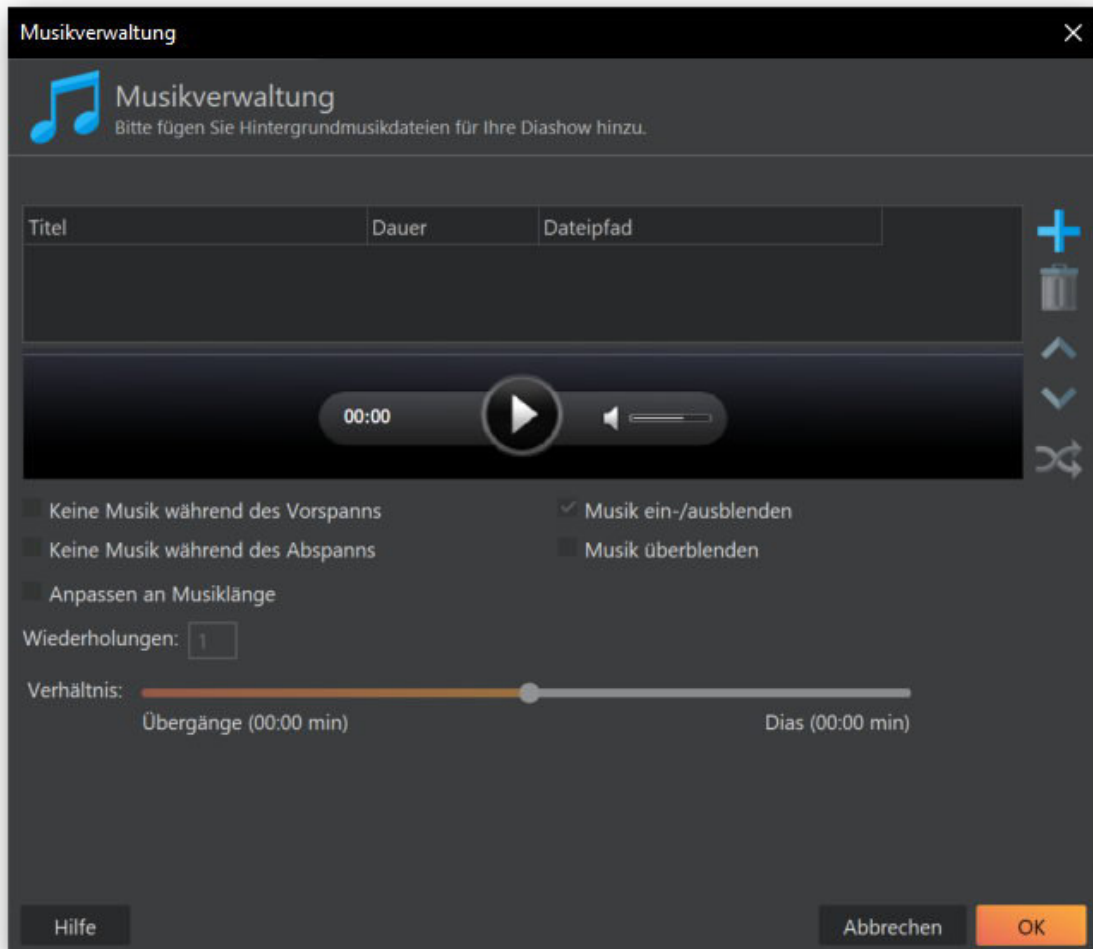 Musikverwaltung
Musikverwaltung
Bitte fügen Sie Hintergrundmusikdateien für Ihre Diashow hinzu.
Titel Dauer Dateipfad
00:00
Keine Musik während des Vorspanns Musik ein-/ausblenden
Keine Musik während des Abspanns Musik überblenden
Anpassen an Musiklänge
Wiederholungen: 1
Verhältnis:
Übergänge (00:00 min) Dias (00:00 min)
Hilfe Abbrechen OK